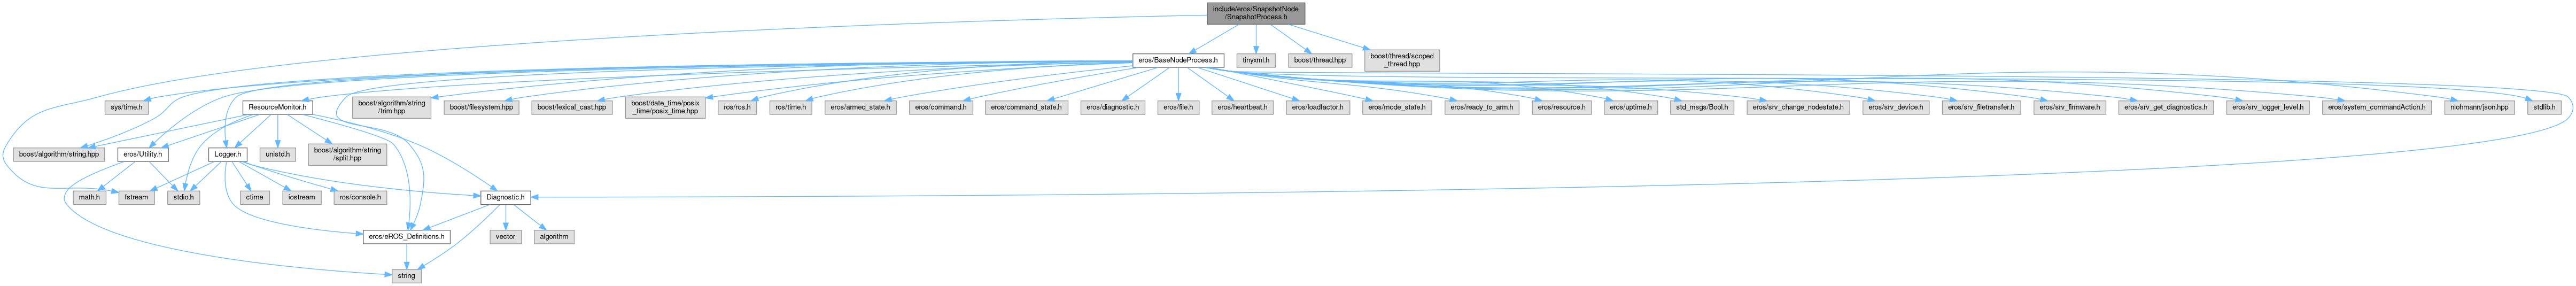 include/eros/SnapshotNode
/SnapshotProcess.h
eros/BaseNodeProcess.h
tinyxml.h
boost/thread.hpp
boost/thread/scoped
_thread.hpp
sys/time.h
ResourceMonitor.h
boost/algorithm/string
/trim.hpp
boost/filesystem.hpp
boost/lexical_cast.hpp
boost/date_time/posix
_time/posix_time.hpp
ros/ros.h
ros/time.h
eros/armed_state.h
eros/command.h
eros/command_state.h
eros/diagnostic.h
eros/file.h
eros/heartbeat.h
eros/loadfactor.h
eros/mode_state.h
eros/ready_to_arm.h
eros/resource.h
eros/uptime.h
std_msgs/Bool.h
eros/srv_change_nodestate.h
eros/srv_device.h
eros/srv_filetransfer.h
eros/srv_firmware.h
eros/srv_get_diagnostics.h
eros/srv_logger_level.h
eros/system_commandAction.h
nlohmann/json.hpp
stdlib.h
boost/algorithm/string.hpp
eros/Utility.h
Logger.h
unistd.h
boost/algorithm/string
/split.hpp
math.h
fstream
stdio.h
ctime
iostream
ros/console.h
Diagnostic.h
eros/eROS_Definitions.h
vector
algorithm
string